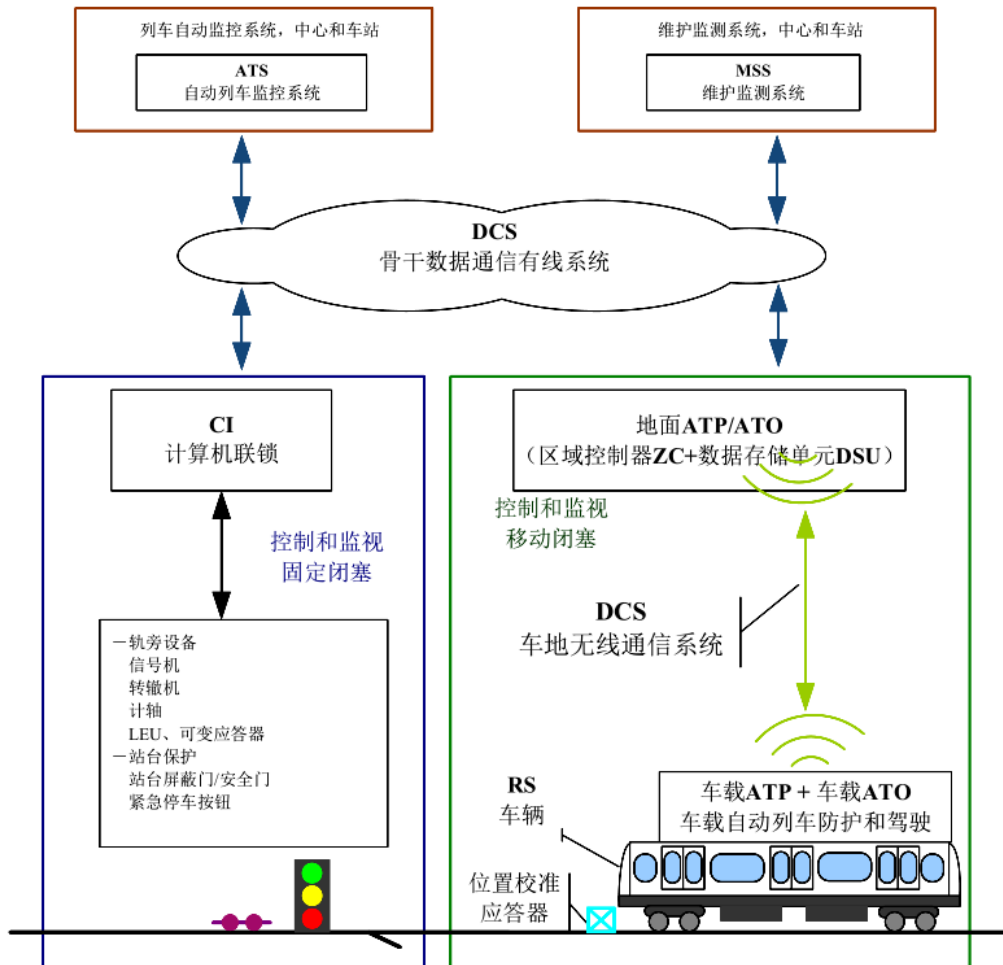 列车自动监控系统，中心和车站
ATS
自动列车监控系统
维护监测系统，中心和车站
MSS
维护监测系统
DCS
骨干数据通信有线系统
CI
计算机联锁
控制和监视
固定闭塞
－轨旁设备
信号机
转辙机
计轴
LEU、可变应答器
－站台保护
站台屏蔽门/安全门
紧急停车按钮
地面ATP/ATO
（区域控制器ZC+数据存储单元DSU）
控制和监视
移动闭塞
DCS
车地无线通信系统
RS
车辆
车载ATP + 车载ATO
车载自动列车防护和驾驶
位置校准
应答器